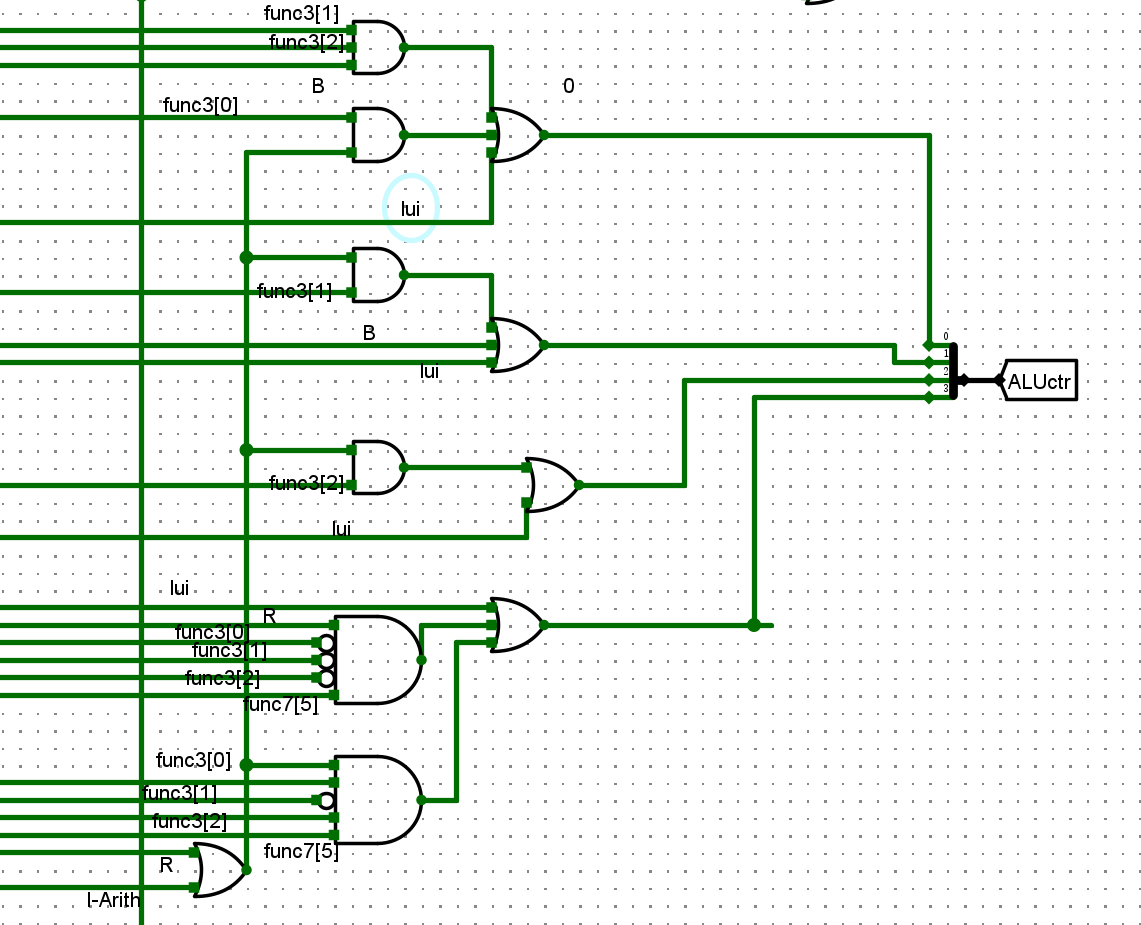 func3[1]
func3[2]
B
0
func3[0]
lui
func3[1]
B
lui
0
1
2
3
ALUctr
func3[2]
lui
lui
R
func3[0]
func3[1]
func3[2]
func7[5]
func3[0]
func3[1]
func3[2]
func7[5]
R
I-Arith